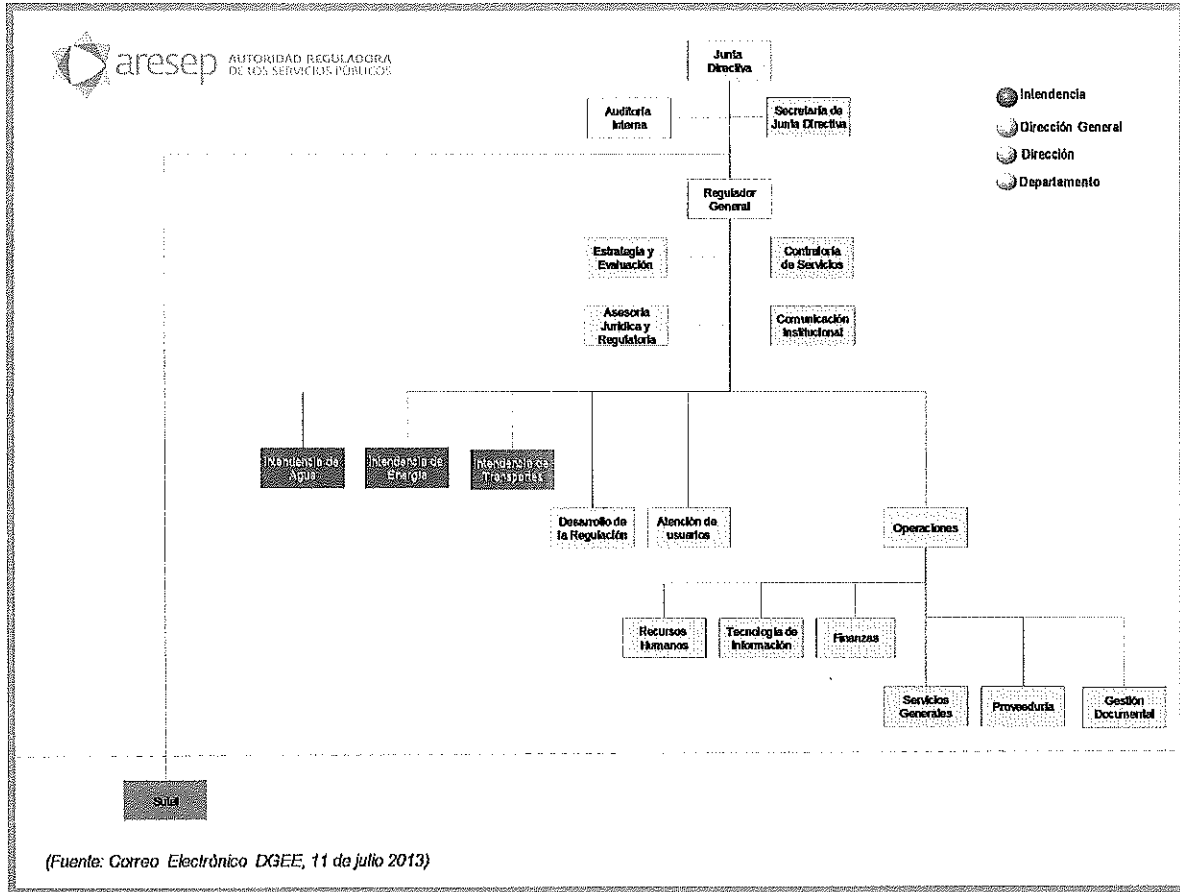 aresep
AUTORIDAD REGULADORA
DE LOS SERVICIOS PÚBLICOS
Junta
Directiva
Auditoría
Interna
Secretaría de
Junta Directiva
Intendencia
Dirección General
Dirección
Departamento
Regulador
General
Estrategia y
Evaluación
Contraloría
de Servicios
Asesoría
Jurídica y
Regulatoria
Comunicación
Institucional
Intendencia de
Agua
Intendencia de
Energía
Intendencia de
Transportes
Desarrollo de
la Regulación
Atención de
usuarios
Operaciones
Recursos
Humanos
Tecnología de
Información
Finanzas
Servicios
Generales
Proveeduría
Gestión
Documental
Sutel
(Fuente: Correo Electrónico DGEE, 11 de julio 2013)